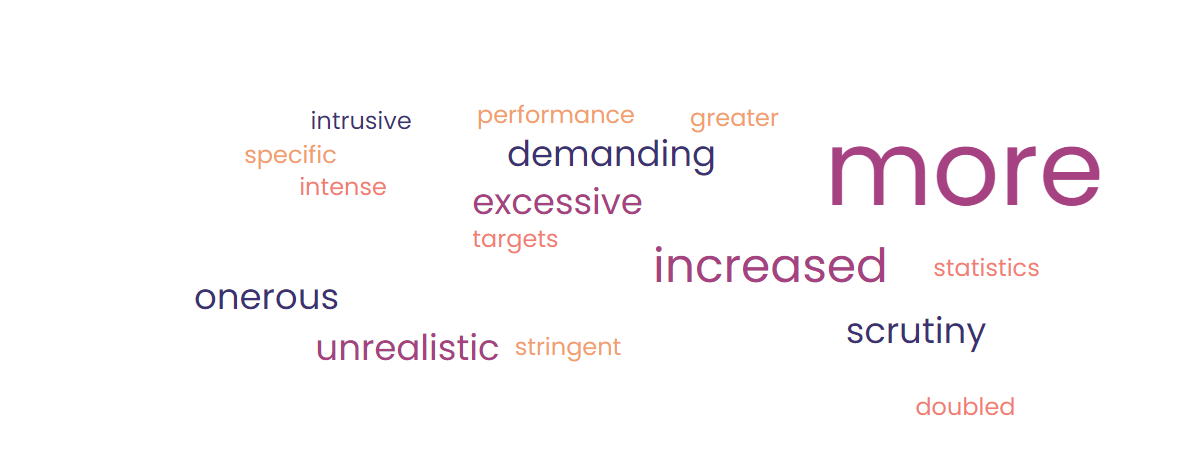 intrusive
performance
greater
specific
demanding
more
intense
excessive
targets
increased
statistics
onerous
scrutiny
unrealistic
stringent
doubled